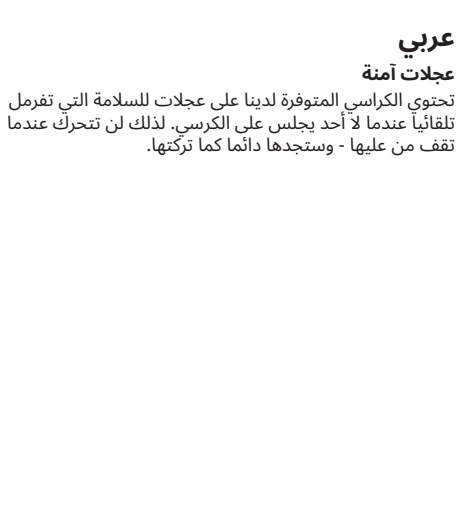 عربي
عجلات آمنة
تحتوي الكراسي المتوفرة لدينا على عجلات للسلامة التي تفرمل
تلقائياً عندما لا أحد يجلس على الكرسي. لذلك لن تتحرك عندما
تقف من عليها - وستجدها دائما كما تركتها.